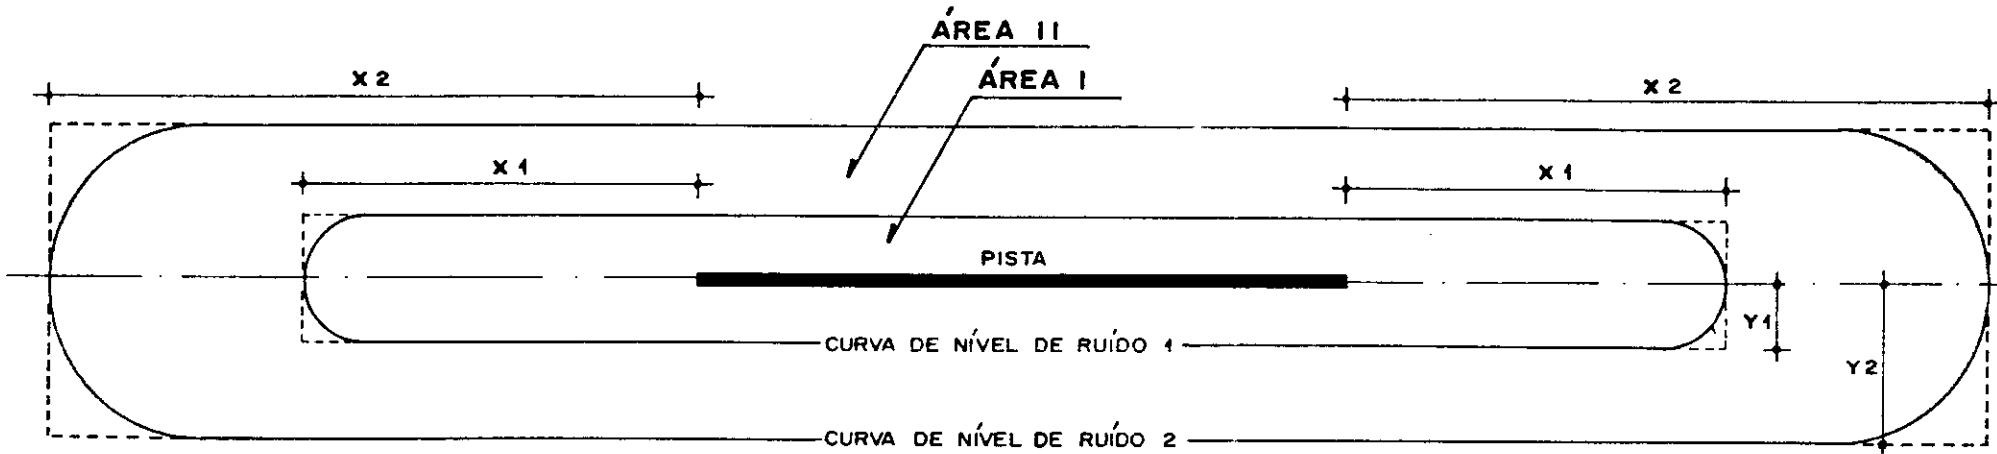 ÁREA II
X 2
ÁREA I
X 2
X 1
X 1
PISTA
Y1
CURVA DE NÍVEL DE RUÍDO 1
Y2
CURVA DE NÍVEL DE RUÍDO 2